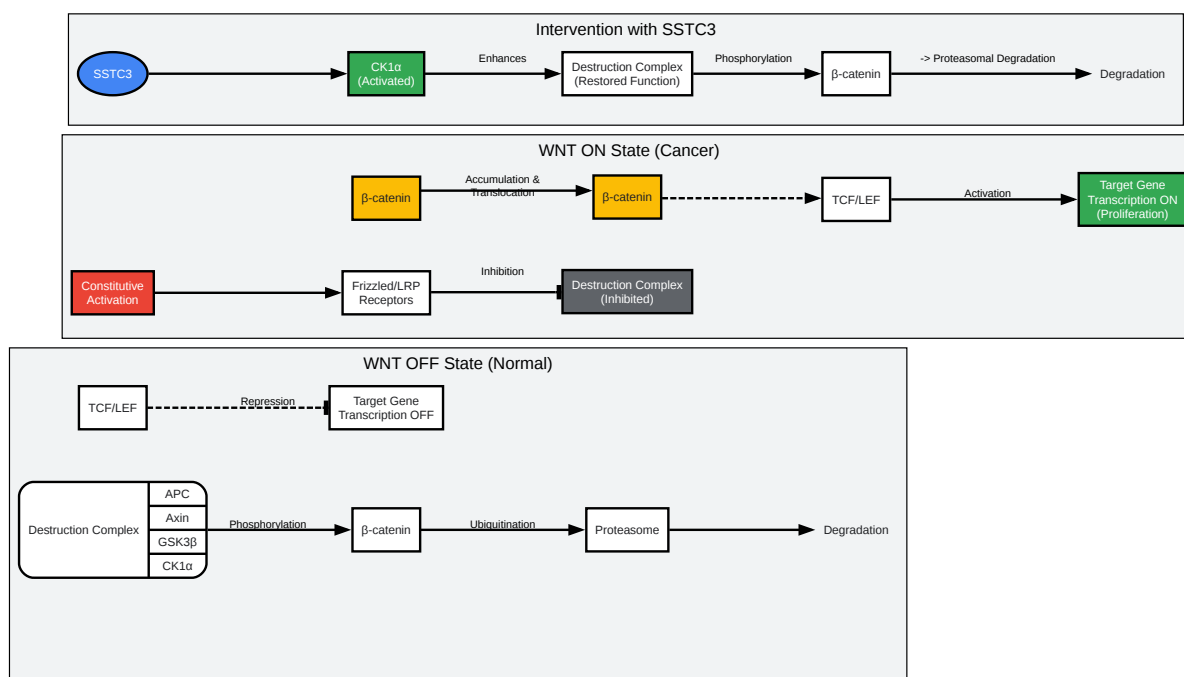 Intervention with SSTC3
SSTC3
CK1α
(Activated)
Enhances
Destruction Complex
(Restored Function)
Phosphorylation
β-catenin
-> Proteasomal Degradation
Degradation
WNT ON State (Cancer)
β-catenin
Accumulation &
Translocation
β-catenin
TCF/LEF
Activation
Target Gene
Transcription ON
(Proliferation)
Constitutive
Activation
Frizzled/LRP
Receptors
Inhibition
Destruction Complex
(Inhibited)
WNT OFF State (Normal)
TCF/LEF
Repression
Target Gene
Transcription OFF
Destruction Complex
APC
Axin
GSK3β
CK1α
Phosphorylation
β-catenin
Ubiquitination
Proteasome
Degradation